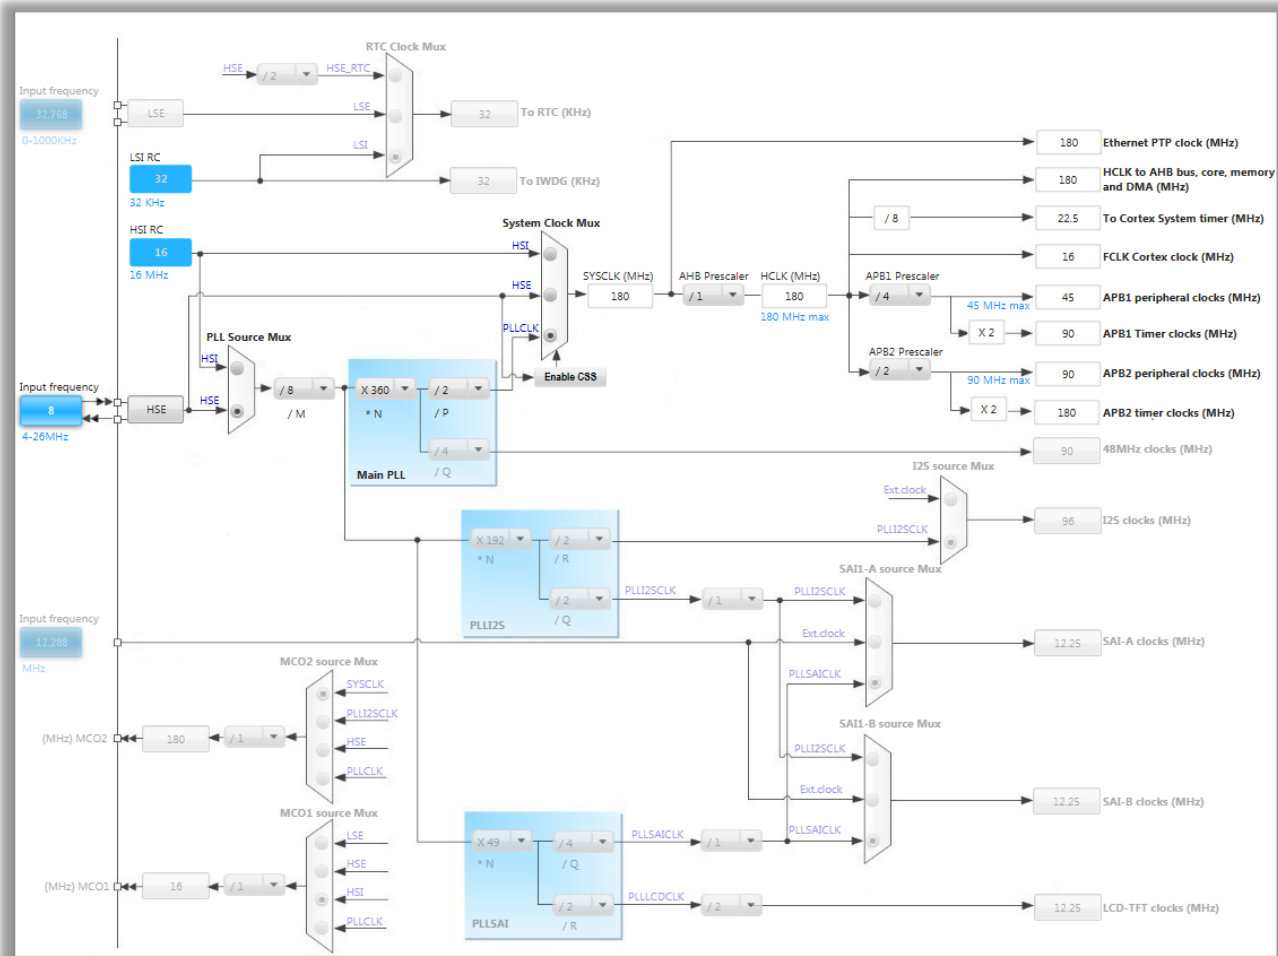 RTC Clock Mux
HSE
/ 2
HSE_RTC
Input frequency
32.768
0-1000KHz
LSE
LSE
32
To RTC (KHz)
LSI
LSI RC
32
32 KHz
32
To IWDG (KHz)
180
Ethernet PTP clock (MHz)
180
HCLK to AHB bus, core, memory
and DMA (MHz)
/ 8
22.5
To Cortex System timer (MHz)
16
FCLK Cortex clock (MHz)
System Clock Mux
HSI RC
16
16 MHz
HSI
HSE
PLLCLK
SYSCLK (MHz)
180
AHB Prescaler
/ 1
HCLK (MHz)
180
180 MHz max
APB1 Prescaler
/ 4
45 MHz max
45
APB1 peripheral clocks (MHz)
X 2
90
APB1 Timer clocks (MHz)
APB2 Prescaler
/ 2
90 MHz max
90
APB2 peripheral clocks (MHz)
X 2
180
APB2 timer clocks (MHz)
Enable CSS
PLL Source Mux
HSI
HSE
Input frequency
8
4-26MHz
HSE
/ 8
/ M
X 360
* N
/ 2
/ P
/ 4
/ Q
Main PLL
90
48MHz clocks (MHz)
I2S source Mux
Ext.clock
PLLI2SCLK
96
I2S clocks (MHz)
X 192
* N
/ 2
/ R
/ 2
/ Q
PLLI2S
PLLI2SCLK
/ 1
SAI1-A source Mux
PLLI2SCLK
Ext.clock
PLLSAICLK
12.25
SAI-A clocks (MHz)
Input frequency
12.288
MHz
MCO2 source Mux
SYSCLK
PLLI2SCLK
HSE
PLLCLK
(MHz) MCO2
180
/ 1
SAI1-B source Mux
PLLI2SCLK
Ext.clock
PLLSAICLK
12.25
SAI-B clocks (MHz)
MCO1 source Mux
LSE
HSE
HSI
PLLCLK
(MHz) MCO1
16
/ 1
X 49
* N
/ 4
/ Q
/ 2
/ R
PLLSAI
PLLSAICLK
/ 1
PLLLCDCLK
/ 2
12.25
LCD-TFT clocks (MHz)